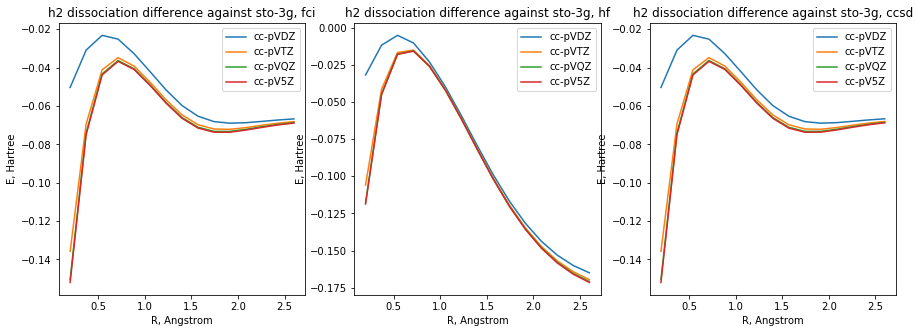 h2 dissociation difference against sto-3g, fci
E, Hartree
−0.02
−0.04
−0.06
−0.08
−0.10
−0.12
−0.14
cc-pVDZ
cc-pVTZ
cc-pVQZ
cc-pV5Z
0.5 1.0 1.5 2.0 2.5
R, Angstrom
h2 dissociation difference against sto-3g, hf
E, Hartree
0.000
−0.025
−0.050
−0.075
−0.100
−0.125
−0.150
−0.175
cc-pVDZ
cc-pVTZ
cc-pVQZ
cc-pV5Z
0.5 1.0 1.5 2.0 2.5
R, Angstrom
h2 dissociation difference against sto-3g, ccsd
E, Hartree
−0.02
−0.04
−0.06
−0.08
−0.10
−0.12
−0.14
cc-pVDZ
cc-pVTZ
cc-pVQZ
cc-pV5Z
0.5 1.0 1.5 2.0 2.5
R, Angstrom